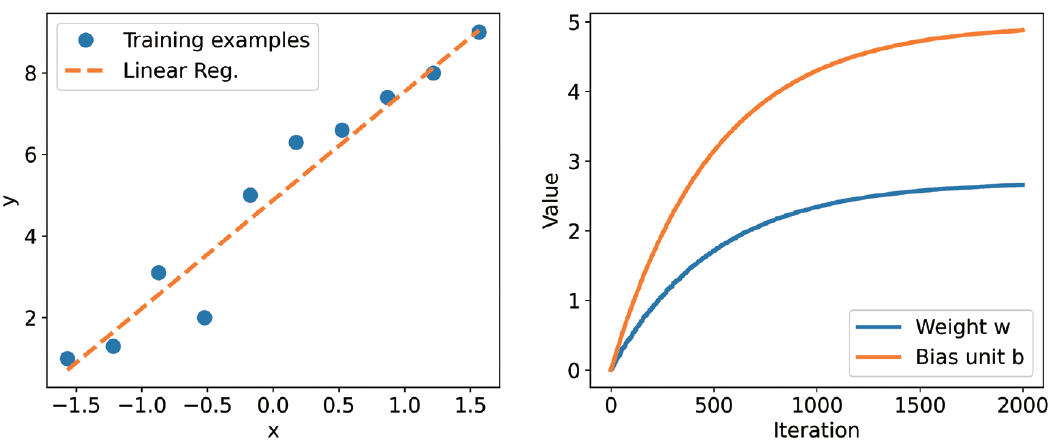 Training examples
Linear Reg.
8
6
4
2
y
−1.5 −1.0 −0.5 0.0 0.5 1.0 1.5
x
5
4
3
2
1
0
Value
Weight w
Bias unit b
0 500 1000 1500 2000
Iteration